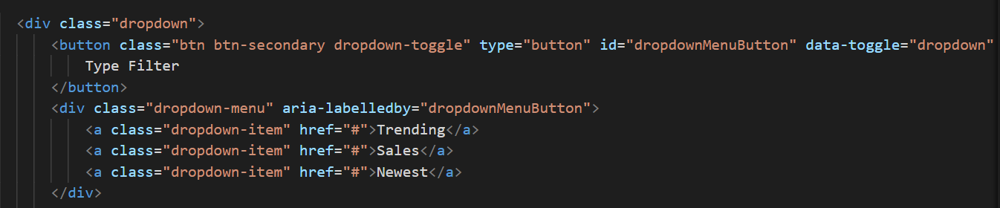 <div class="dropdown">
<button class="btn btn-secondary dropdown-toggle" type="button" id="dropdownMenuButton" data-toggle="dropdown"
Type Filter
</button>
<div class="dropdown-menu" aria-labelledby="dropdownMenuButton">
<a class="dropdown-item" href="#">Trending</a>
<a class="dropdown-item" href="#">Sales</a>
<a class="dropdown-item" href="#">Newest</a>
</div>